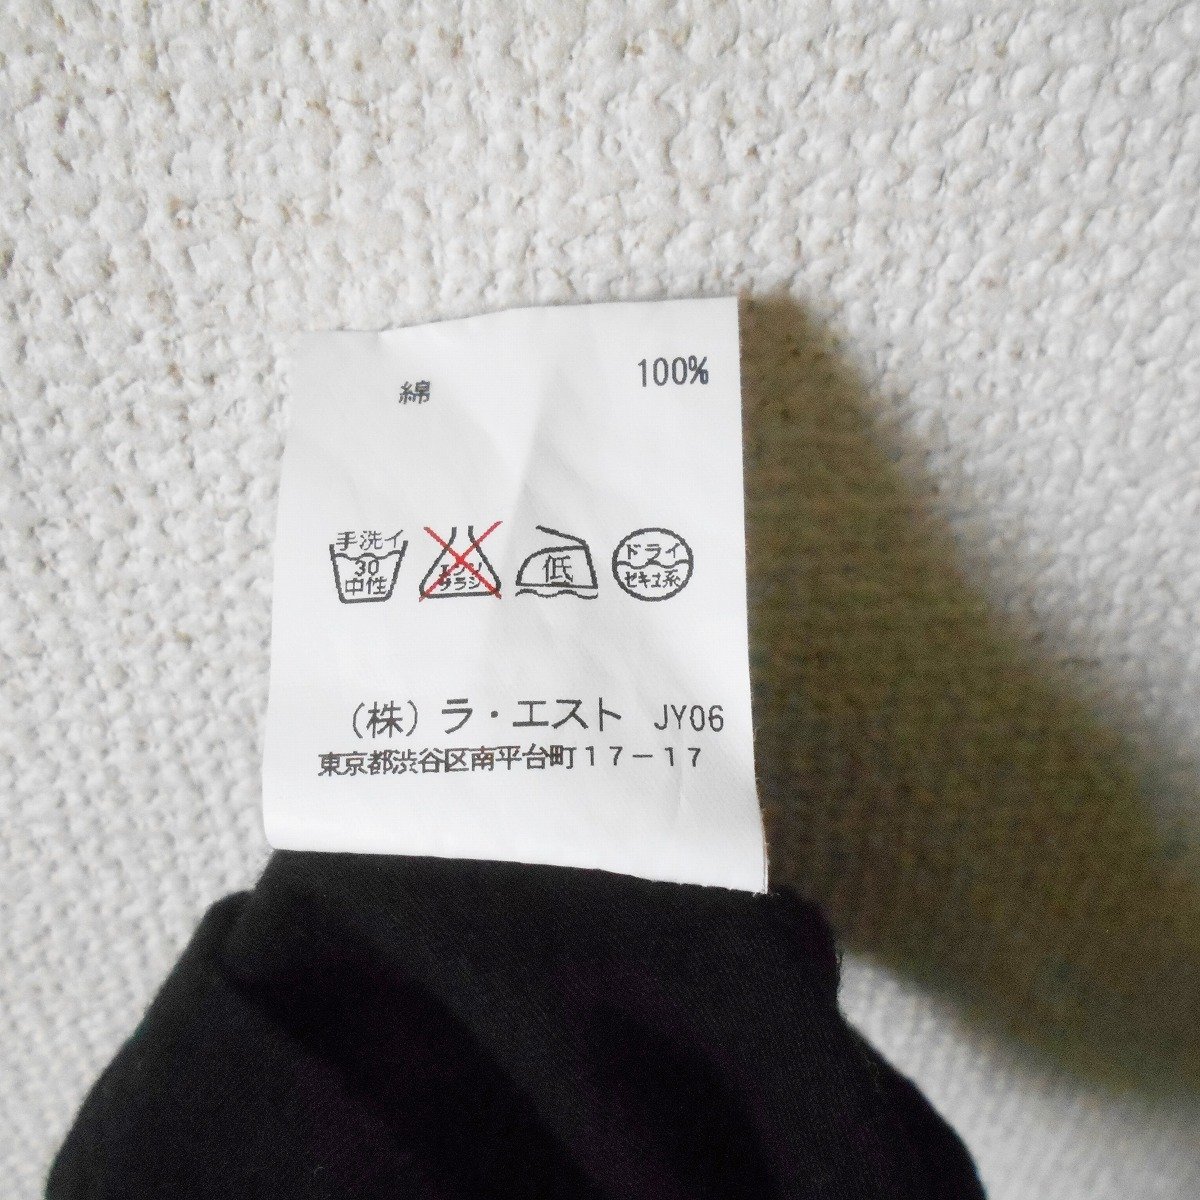 綿 100%
手洗イ 30 中性 エンソ サラシ 低 ドライ セキユ系
(株)ラ・エスト JY06
東京都渋谷区南平台町17-17